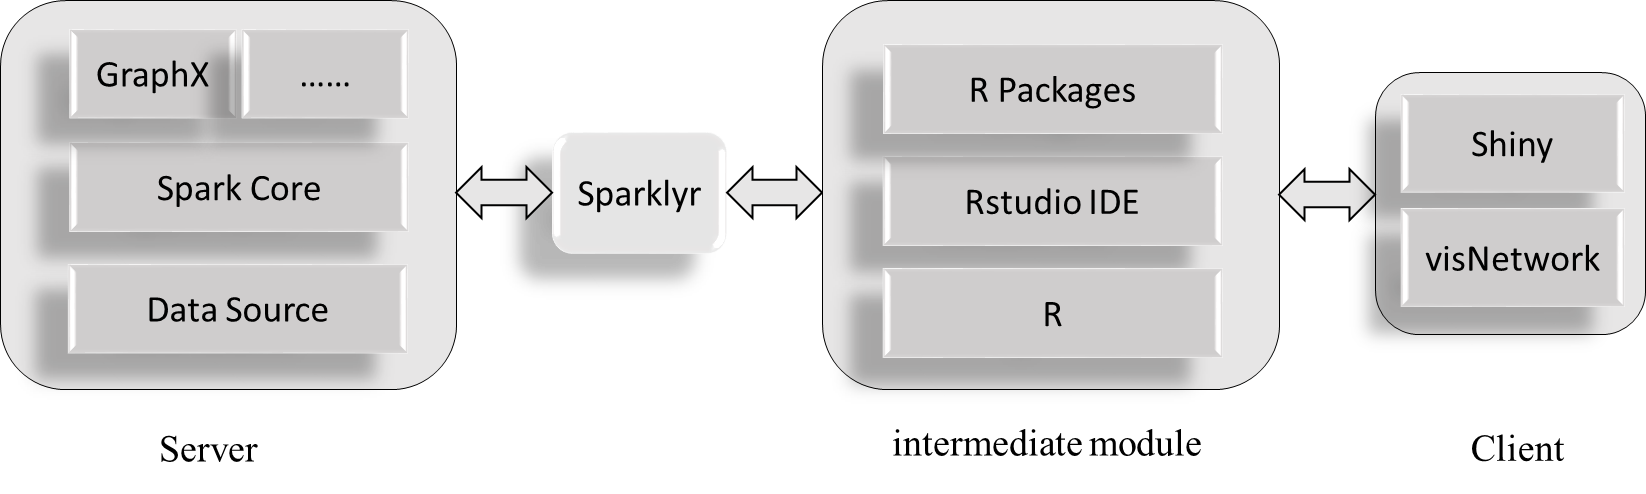 GraphX
......
Spark Core
Data Source
Server
Sparklyr
R Packages
Rstudio IDE
R
intermediate module
Shiny
visNetwork
Client